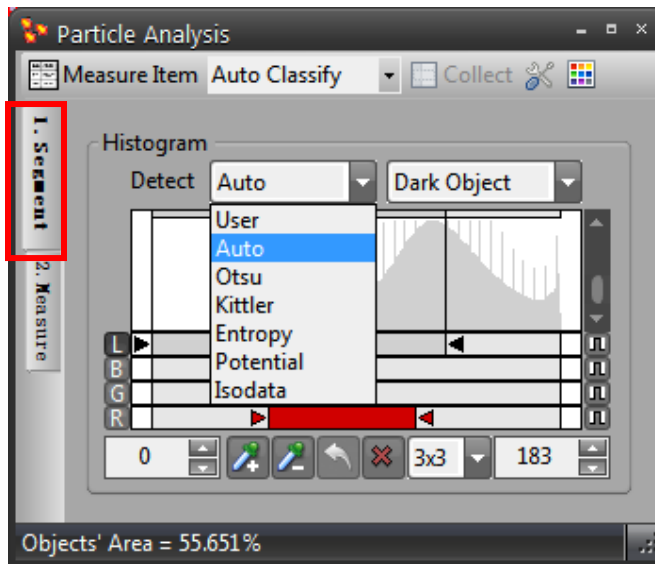 Particle Analysis
Measure Item Auto Classify Collect
1. Segment
2. Measure
Histogram
Detect Auto Dark Object
User
Auto
Otsu
Kittler
Entropy
Potential
Isodata
L
B
G
R
0 3x3 183
Objects' Area = 55.651%